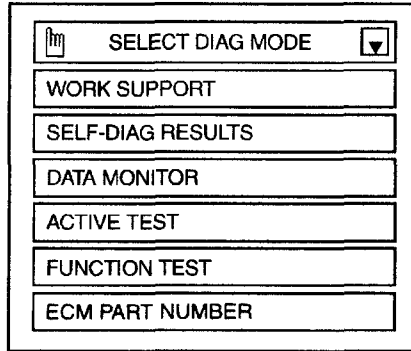 SELECT DIAG MODE
WORK SUPPORT
SELF-DIAG RESULTS
DATA MONITOR
ACTIVE TEST
FUNCTION TEST
ECM PART NUMBER